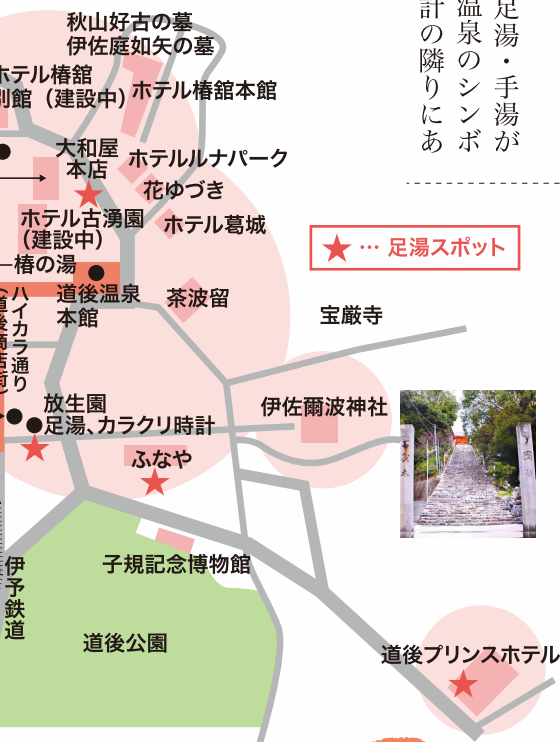 足湯・手湯が
温泉のシンボ
計の隣りにあ
秋山好古の墓
伊佐庭如矢の墓
ホテル椿舘
別館（建設中）
ホテル椿舘本館
大和屋
本店
ホテルルナパーク
花ゆづき
ホテル古湧園
（建設中）
ホテル葛城
★… 足湯スポット
椿の湯
道後温泉
本館
茶波留
ハイカラ通り
（道後商店街）
宝厳寺
放生園
足湯、カラクリ時計
伊佐爾波神社
ふなや
子規記念博物館
伊予鉄道
道後公園
道後プリンスホテル